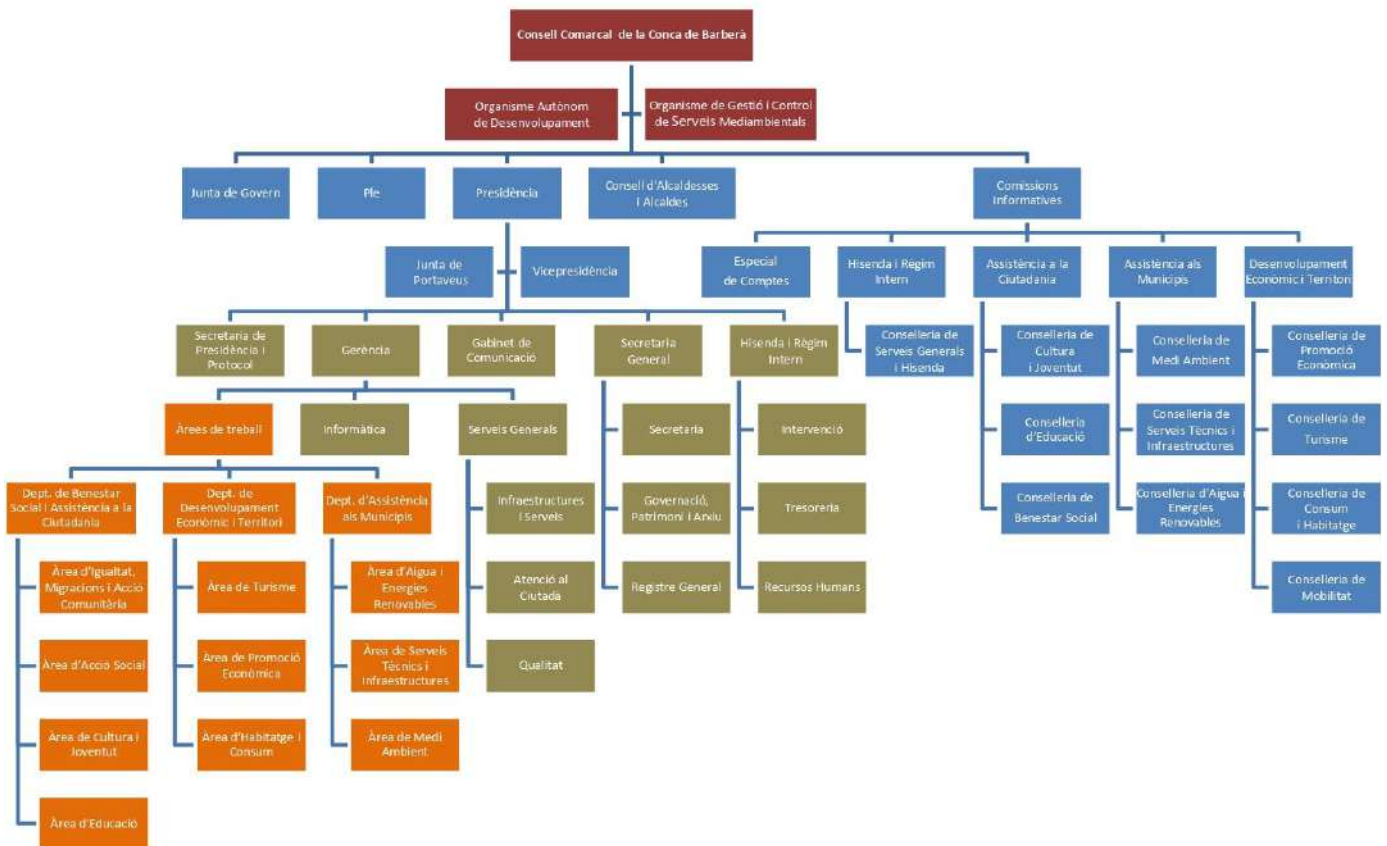 Consell Comarcal de la Conca de Barberà
Organisme Autònom
de Desenvolupament
Organisme de Gestió i Control
de Serveis Mediambientals
Junta de Govern
Ple
Presidència
Consell d'Alcaldesses
i Alcaldes
Comissions
Informatives
Junta de
Portaveus
Vicepresidència
Especial
de Comptes
Hisenda i Règim
Intern
Assistència a la
Ciutadania
Assistència als
Municipis
Desenvolupament
Econòmic i Territori
Secretaria de
Presidència i
Protocol
Gerència
Gabinet de
Comunicació
Secretaria
General
Hisenda i Règim
Intern
Conselleria de
Serveis Generals
i Hisenda
Conselleria de
Cultura
i Joventut
Conselleria de
Medi Ambient
Conselleria de
Promoció
Econòmica
Àrees de treball
Informàtica
Serveis Generals
Secretaria
Intervenció
Conselleria
d'Educació
Conselleria de
Serveis Tècnics i
Infraestructures
Conselleria de
Turisme
Dept. de Benestar
Social i Assistència a la
Ciutadania
Dept. de
Desenvolupament
Econòmic i Territori
Dept. d'Assistència
als Municipis
Infraestructures
i Serveis
Governació,
Patrimoni i Arxiu
Tresoreria
Conselleria de
Benestar Social
Conselleria d'Aigua i
Energies
Renovables
Conselleria de
Consum
i Habitatge
Àrea d'Igualtat,
Migracions i Acció
Comunitària
Àrea de Turisme
Àrea d'Aigua i
Energies
Renovables
Atenció al
Ciutada
Registre General
Recursos Humans
Conselleria de
Mobilitat
Àrea d'Acció Social
Àrea de Promoció
Econòmica
Àrea de Serveis
Tècnics i
Infraestructures
Qualitat
Àrea de Cultura i
Joventut
Àrea d'Habitatge i
Consum
Àrea de Medi
Ambient
Àrea d'Educació